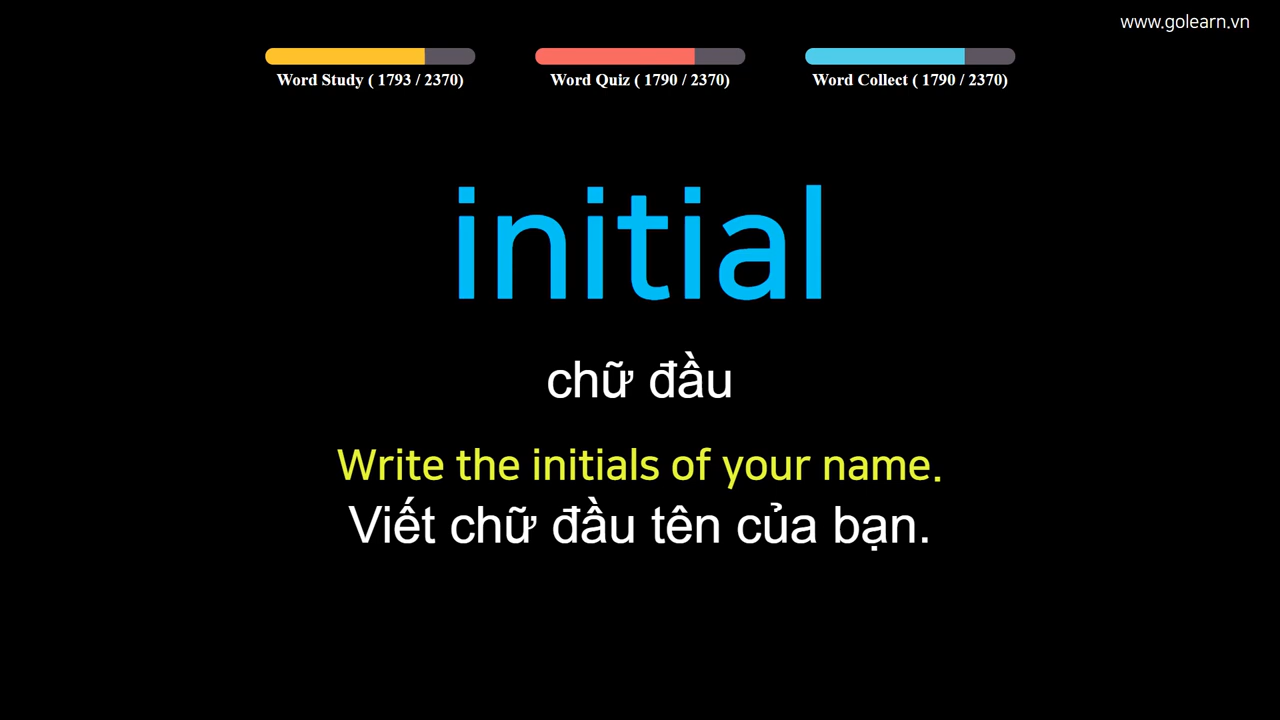 www.golearn.vn
Word Study ( 1793 / 2370)
Word Quiz ( 1790 / 2370)
Word Collect ( 1790 / 2370)
initial
chữ đầu
Write the initials of your name.
Viết chữ đầu tên của bạn.